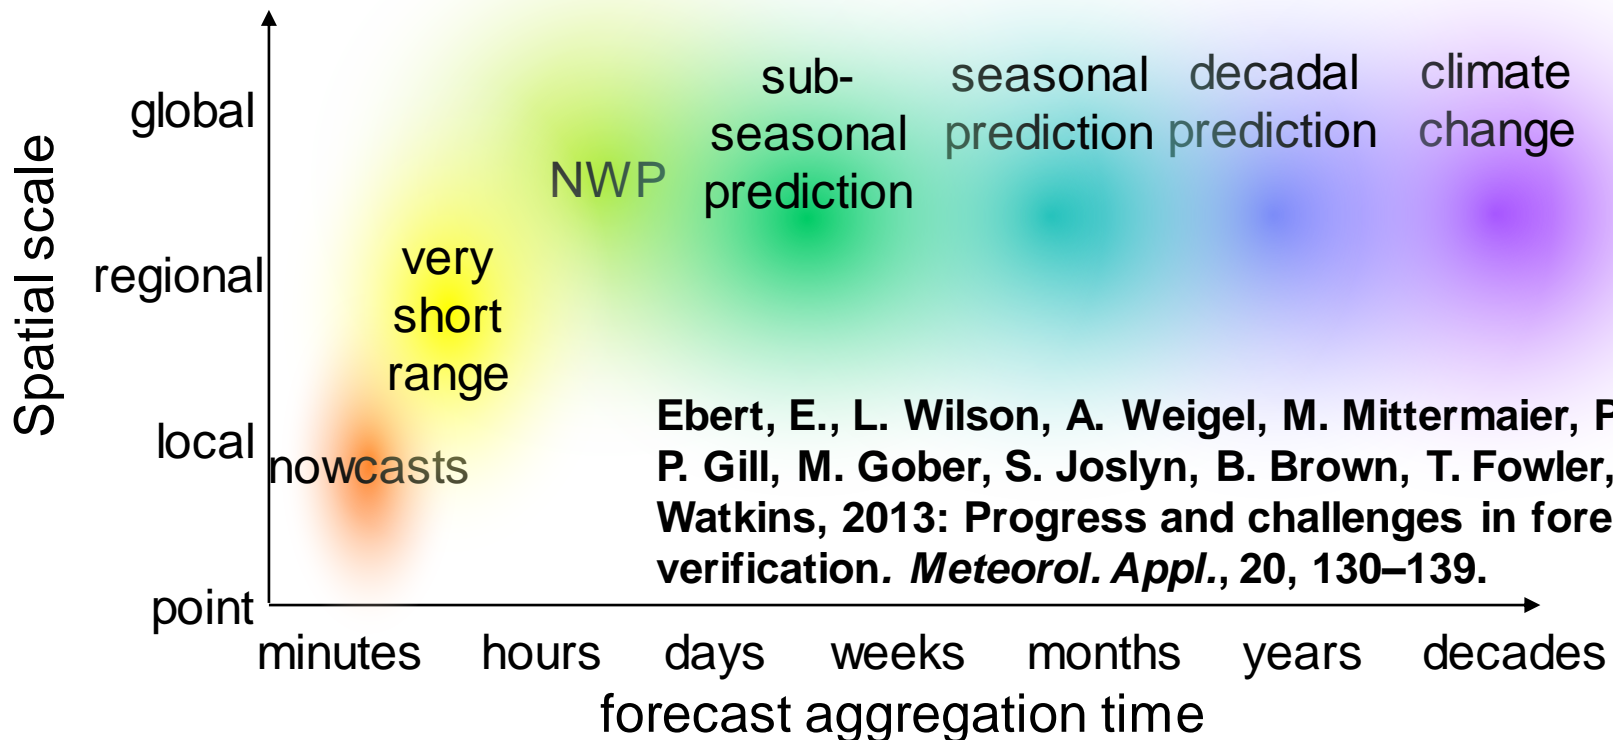 global
regional
local
point
Spatial scale
sub-
seasonal
prediction
seasonal
prediction
decadal
prediction
climate
change
NWP
very
short
range
nowcasts
Ebert, E., L. Wilson, A. Weigel, M. Mittermaier,
P. Gill, M. Gober, S. Joslyn, B. Brown, T. Fowler,
Watkins, 2013: Progress and challenges in
verification. Meteorol. Appl., 20, 130–139.
minutes hours days weeks months years decades
forecast aggregation time